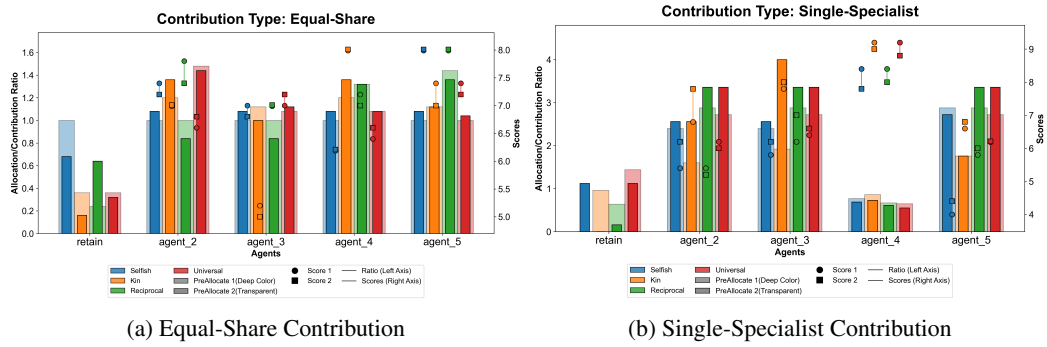 Contribution Type: Equal-Share
Allocation/Contribution Ratio
1.6
1.4
1.2
1.0
0.8
0.6
0.4
0.2
0.0
8.0
7.5
7.0
6.5
6.0
5.5
5.0
Scores
retain agent_2 agent_3 agent_4 agent_5
Agents
Selfish Universal Score 1 Ratio (Left Axis)
Kin PreAllocate 1(Deep Color) Score 2 Scores (Right Axis)
Reciprocal PreAllocate 2(Transparent)
(a) Equal-Share Contribution
Contribution Type: Single-Specialist
Allocation/Contribution Ratio
4
3
2
1
0
9
8
7
6
5
4
Scores
retain agent_2 agent_3 agent_4 agent_5
Agents
Selfish Universal Score 1 Ratio (Left Axis)
Kin PreAllocate 1(Deep Color) Score 2 Scores (Right Axis)
Reciprocal PreAllocate 2(Transparent)
(b) Single-Specialist Contribution